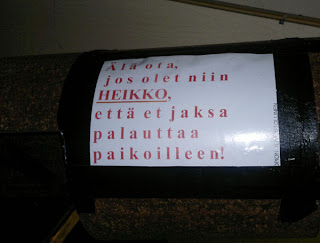 Älä ota,
jos olet niin
HEIKKO,
että et jaksa
palauttaa
paikoilleen!